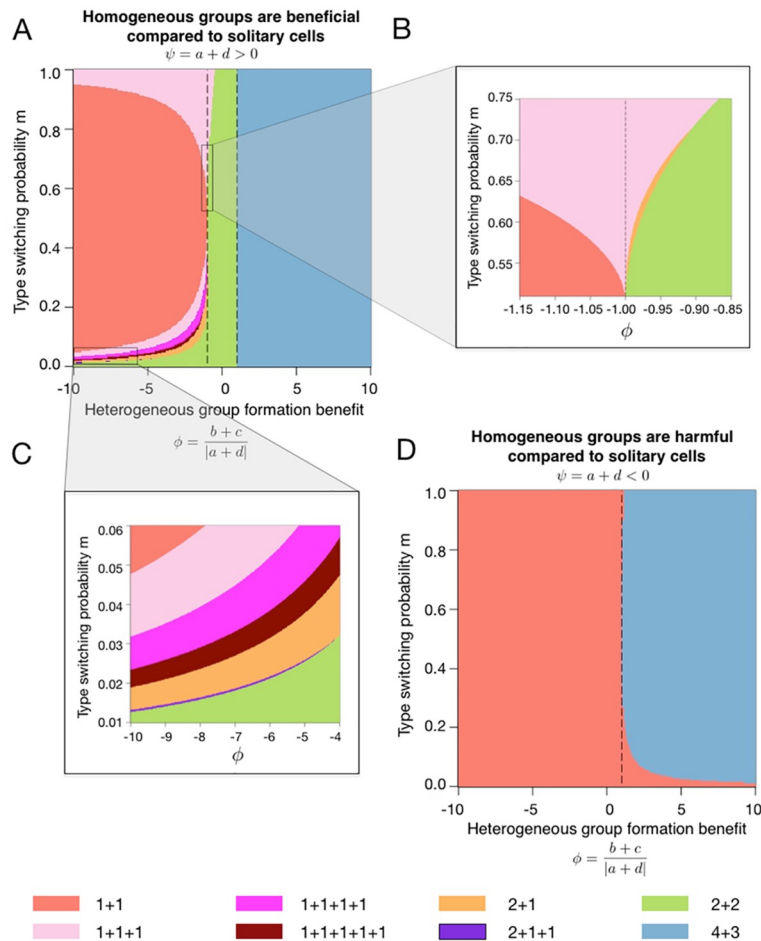 A
Homogeneous groups are beneficial
compared to solitary cells
ψ = a + d > 0
Type switching probability m
1.0
0.8
0.6
0.4
0.2
0.0
-10
-5
0
5
10
Heterogeneous group formation benefit
ϕ = (b + c) / |a + d|
B
Type switching probability m
0.75
0.70
0.65
0.60
0.55
-1.15
-1.10
-1.05
-1.00
-0.95
-0.90
-0.85
ϕ
C
Type switching probability m
0.06
0.05
0.04
0.03
0.02
0.01
-10
-9
-8
-7
-6
-5
-4
ϕ
D
Homogeneous groups are harmful
compared to solitary cells
ψ = a + d < 0
Type switching probability m
1.0
0.8
0.6
0.4
0.2
0.0
-10
-5
0
5
10
Heterogeneous group formation benefit
ϕ = (b + c) / |a + d|
1+1
1+1+1+1
2+1
2+2
1+1+1
1+1+1+1+1
2+1+1
4+3